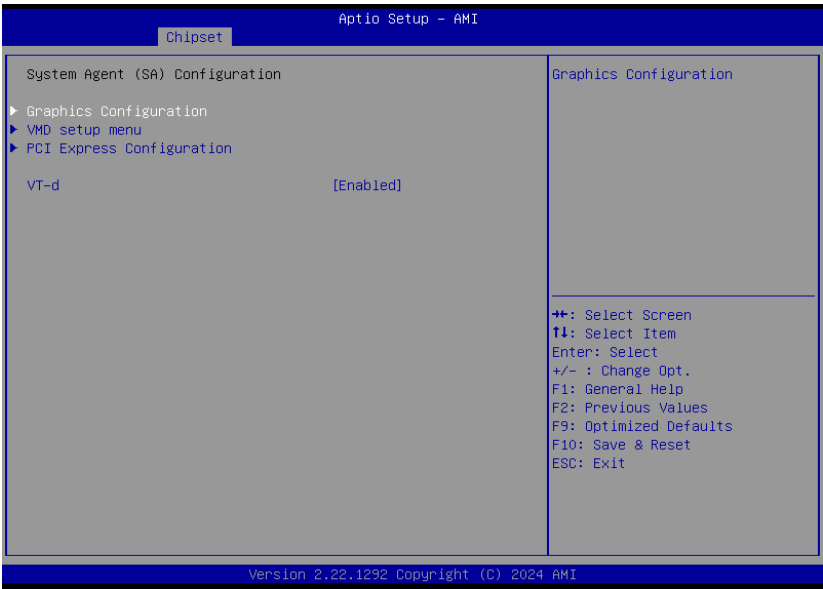 Aptio Setup – AMI
Chipset
System Agent (SA) Configuration
▶ Graphics Configuration
▶ VMD setup menu
▶ PCI Express Configuration
VT-d [Enabled]
Graphics Configuration
→←: Select Screen
↑↓: Select Item
Enter: Select
+/- : Change Opt.
F1: General Help
F2: Previous Values
F9: Optimized Defaults
F10: Save & Reset
ESC: Exit
Version 2.22.1292 Copyright (C) 2024 AMI